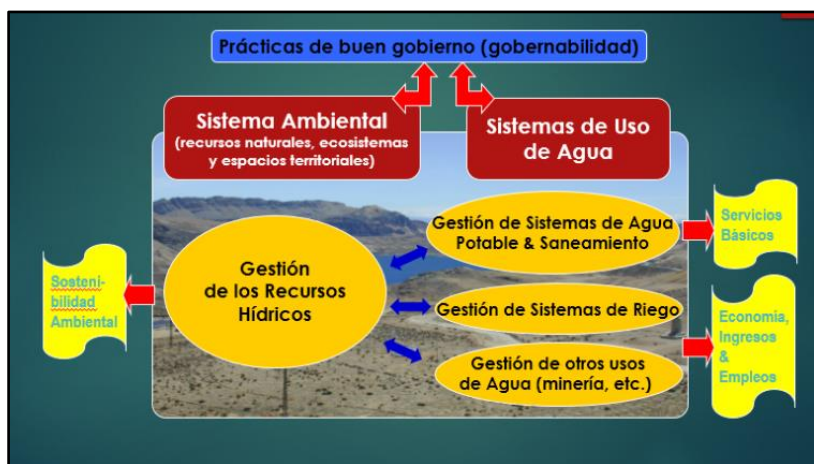 Prácticas de buen gobierno (gobernabilidad)
Sistema Ambiental
(recursos naturales, ecosistemas
y espacios territoriales)
Sistemas de Uso
de Agua
Gestión
de los Recursos
Hídricos
Gestión de Sistemas de Agua
Potable & Saneamiento
Gestión de Sistemas de Riego
Gestión de otros usos
de Agua (minería, etc.)
Sosteni-
bilidad
Ambiental
Servicios
Básicos
Economia,
Ingresos
&
Empleos